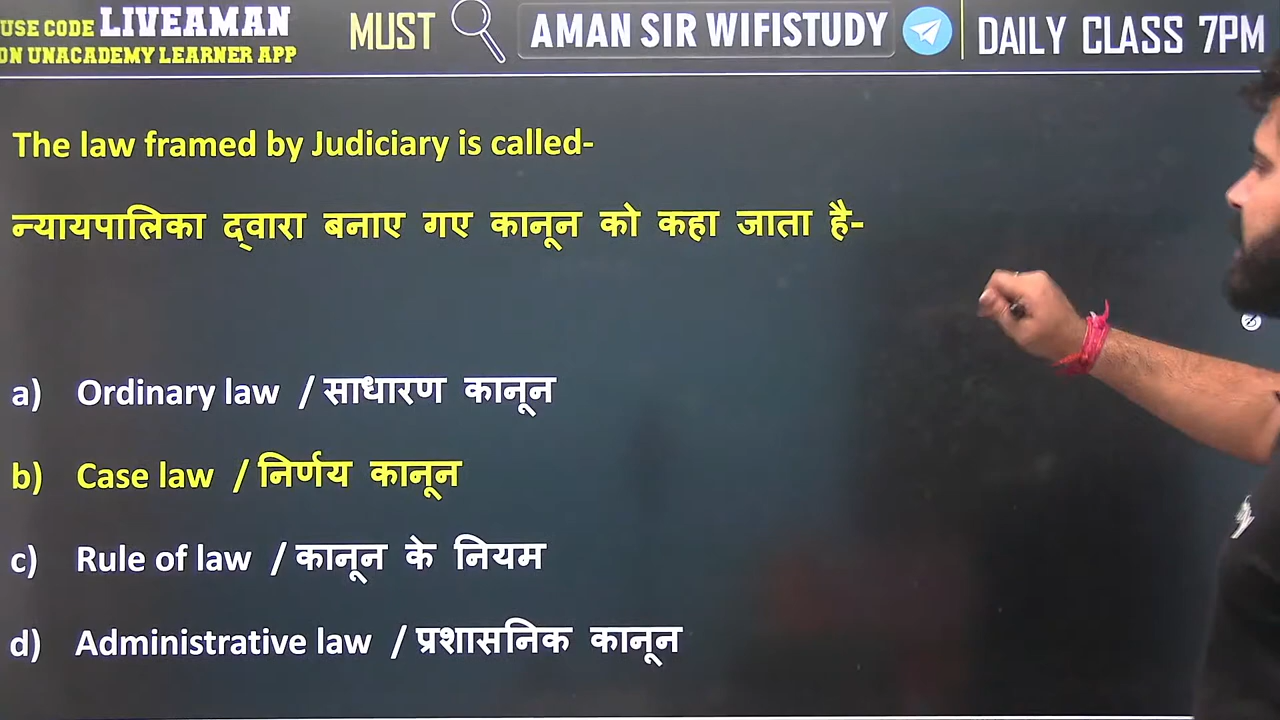 USE CODE LIVEAMAN
ON UNACADEMY LEARNER APP
MUST
AMAN SIR WIFISTUDY
DAILY CLASS 7PM
The law framed by Judiciary is called-
न्यायपालिका द्वारा बनाए गए कानून को कहा जाता है-
a) Ordinary law / साधारण कानून
b) Case law / निर्णय कानून
c) Rule of law / कानून के नियम
d) Administrative law / प्रशासनिक कानून